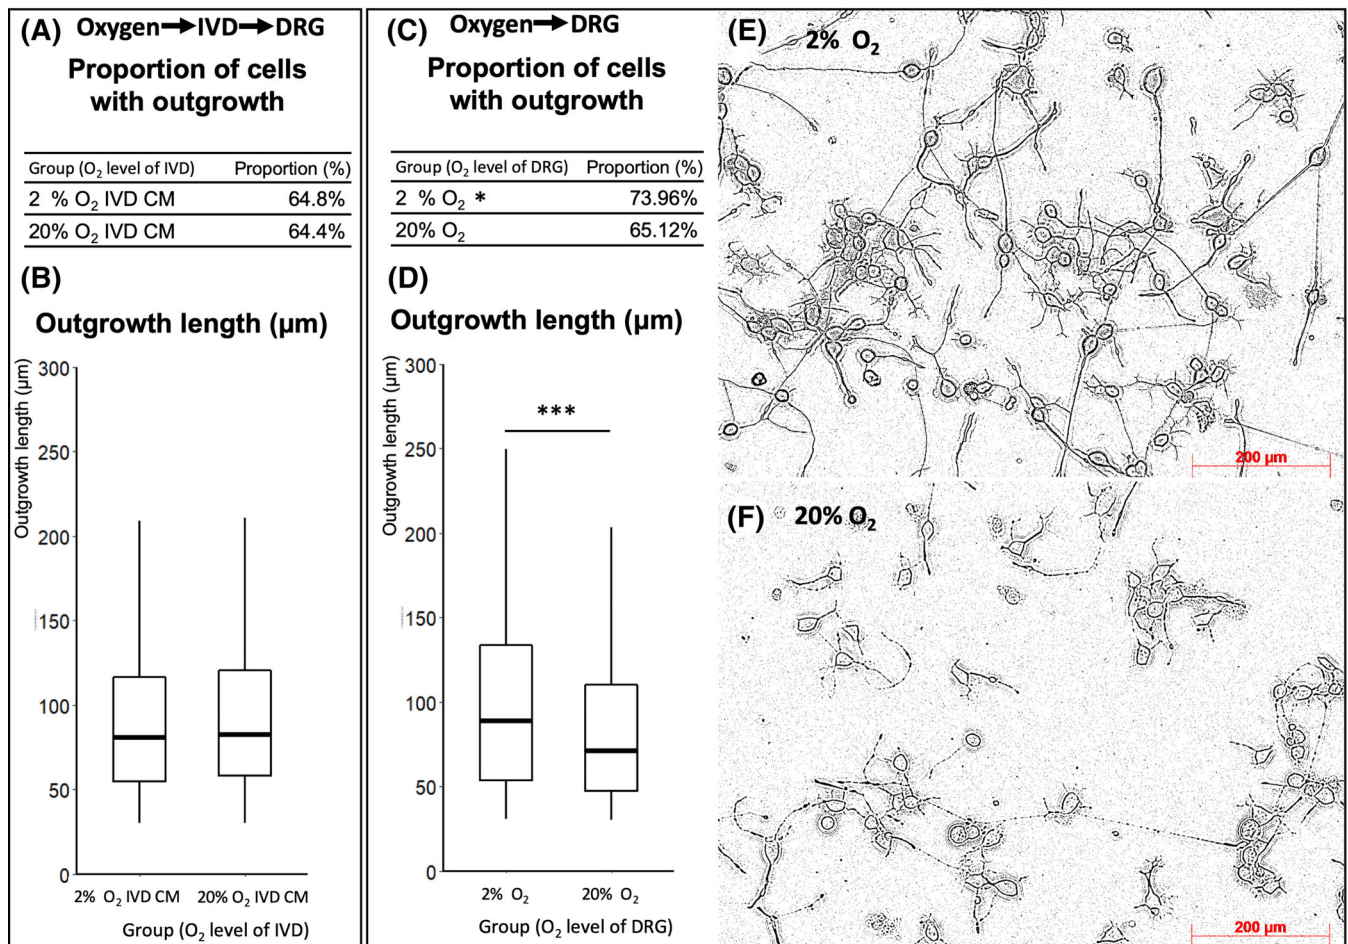 (A) Oxygen→IVD→DRG
Proportion of cells
with outgrowth
Group (O₂ level of IVD) Proportion (%)
2 % O₂ IVD CM 64.8%
20% O₂ IVD CM 64.4%
(B)
Outgrowth length (µm)
Outgrowth length (µm)
300
250
200
150
100
50
0
2% O₂ IVD CM 20% O₂ IVD CM
Group (O₂ level of IVD)
(C) Oxygen→DRG
Proportion of cells
with outgrowth
Group (O₂ level of DRG) Proportion (%)
2 % O₂ * 73.96%
20% O₂ 65.12%
(D)
Outgrowth length (µm)
Outgrowth length (µm)
300
250
200
150
100
50
0
***
2% O₂ 20% O₂
Group (O₂ level of DRG)
(E) 2% O₂
200 µm
(F) 20% O₂
200 µm